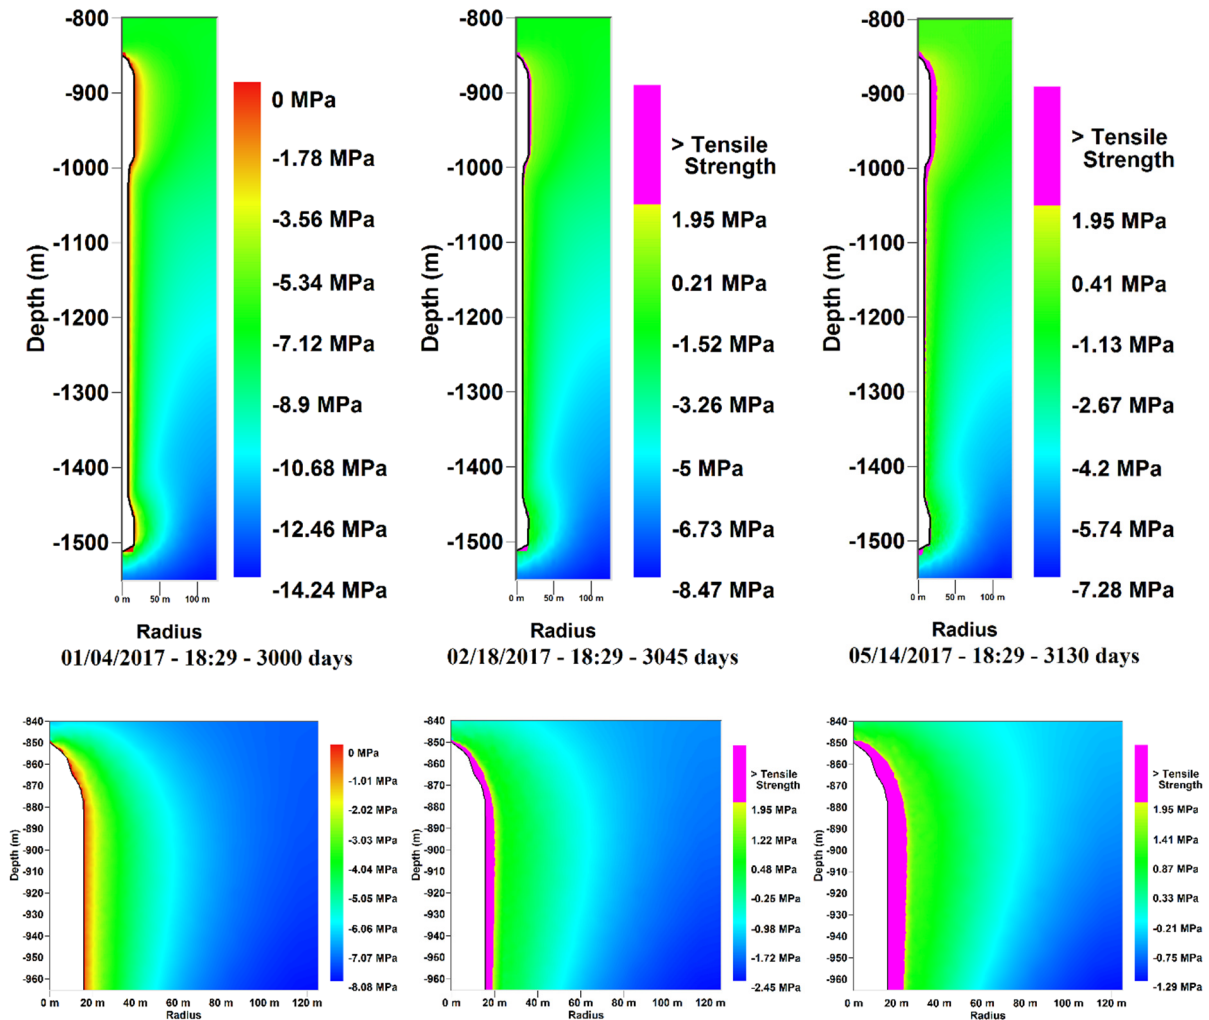 -800
-900
-1000
-1100
-1200
-1300
-1400
-1500
Depth (m)
0 m 50 m 100 m
Radius
0 MPa
-1.78 MPa
-3.56 MPa
-5.34 MPa
-7.12 MPa
-8.9 MPa
-10.68 MPa
-12.46 MPa
-14.24 MPa
01/04/2017 - 18:29 - 3000 days
-800
-900
-1000
-1100
-1200
-1300
-1400
-1500
Depth (m)
0 m 50 m 100 m
Radius
> Tensile
Strength
1.95 MPa
0.21 MPa
-1.52 MPa
-3.26 MPa
-5 MPa
-6.73 MPa
-8.47 MPa
02/18/2017 - 18:29 - 3045 days
-800
-900
-1000
-1100
-1200
-1300
-1400
-1500
Depth (m)
0 m 50 m 100 m
Radius
> Tensile
Strength
1.95 MPa
0.41 MPa
-1.13 MPa
-2.67 MPa
-4.2 MPa
-5.74 MPa
-7.28 MPa
05/14/2017 - 18:29 - 3130 days
-840
-850
-860
-870
-880
-890
-900
-910
-920
-930
-940
-950
-960
Depth (m)
0 m 20 m 40 m 60 m 80 m 100 m 120 m
Radius
0 MPa
-1.01 MPa
-2.02 MPa
-3.03 MPa
-4.04 MPa
-5.05 MPa
-6.06 MPa
-7.07 MPa
-8.08 MPa
-840
-850
-860
-870
-880
-890
-900
-910
-920
-930
-940
-950
-960
Depth (m)
0 m 20 m 40 m 60 m 80 m 100 m 120 m
Radius
> Tensile
Strength
1.95 MPa
1.22 MPa
0.48 MPa
-0.25 MPa
-0.98 MPa
-1.72 MPa
-2.45 MPa
-840
-850
-860
-870
-880
-890
-900
-910
-920
-930
-940
-950
-960
Depth (m)
0 m 20 m 40 m 60 m 80 m 100 m 120 m
Radius
> Tensile
Strength
1.95 MPa
1.41 MPa
0.87 MPa
0.33 MPa
-0.21 MPa
-0.75 MPa
-1.29 MPa